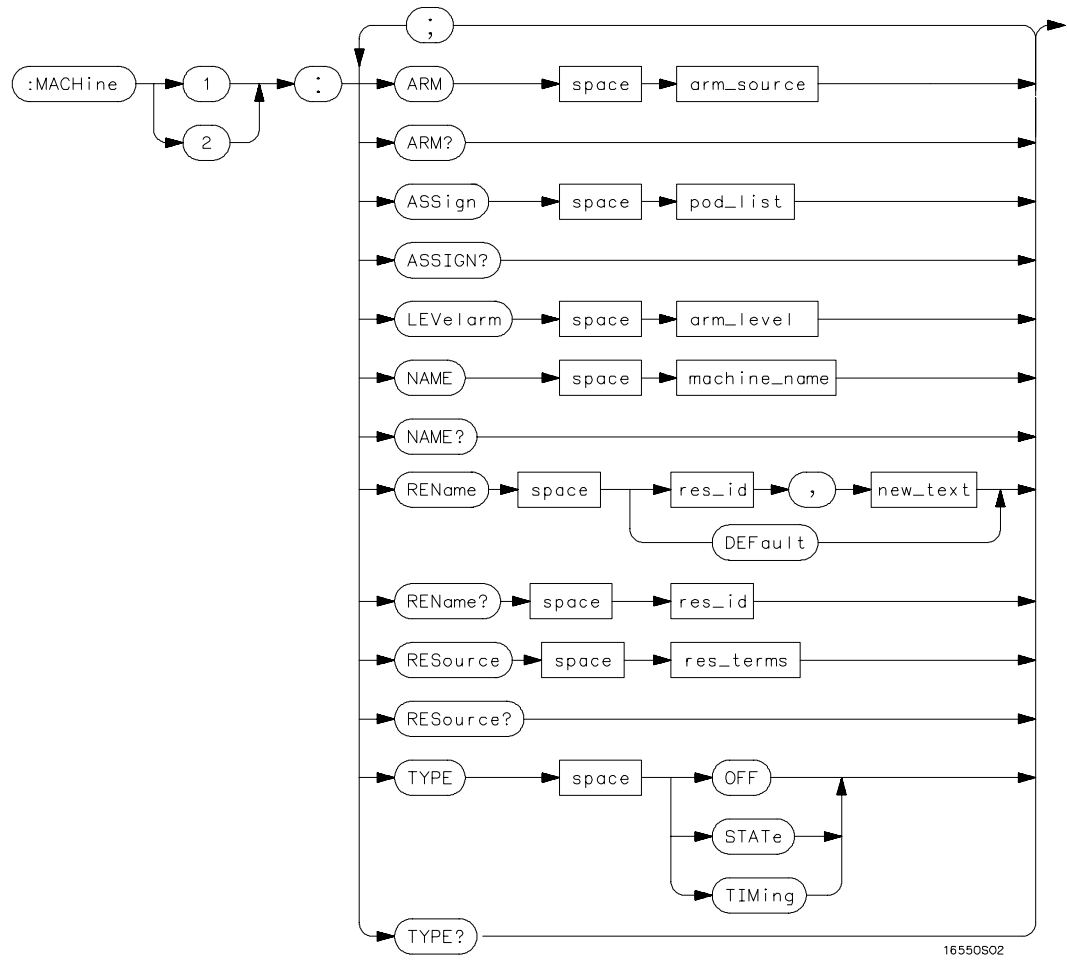 ;
:MACHine 1 : ARM space arm_source
2
ARM?
ASSign space pod_list
ASSIGN?
LEVelarm space arm_level
NAME space machine_name
NAME?
REName space res_id , new_text
DEFault
REName? space res_id
RESource space res_terms
RESource?
TYPE space OFF
STATe
TIMing
TYPE?
16550S02